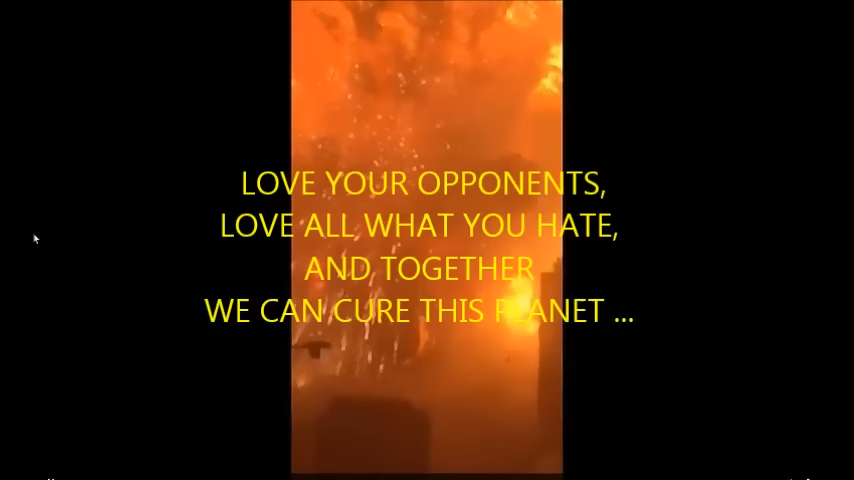 LOVE YOUR OPPONENTS,
LOVE ALL WHAT YOU HATE,
AND TOGETHER
WE CAN CURE THIS PLANET ...